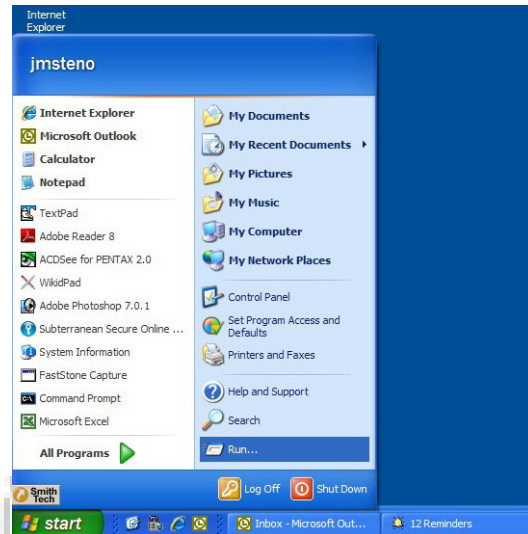 Internet
Explorer
jmsteno
Internet Explorer
Microsoft Outlook
Calculator
Notepad
TextPad
Adobe Reader 8
ACDSee for PENTAX 2.0
WikidPad
Adobe Photoshop 7.0.1
Subterranean Secure Online ...
System Information
FastStone Capture
Command Prompt
Microsoft Excel
All Programs
My Documents
My Recent Documents
My Pictures
My Music
My Computer
My Network Places
Control Panel
Set Program Access and
Defaults
Printers and Faxes
Help and Support
Search
Run...
Log Off
Shut Down
Smith
Tech
start
Inbox - Microsoft Out...
12 Reminders